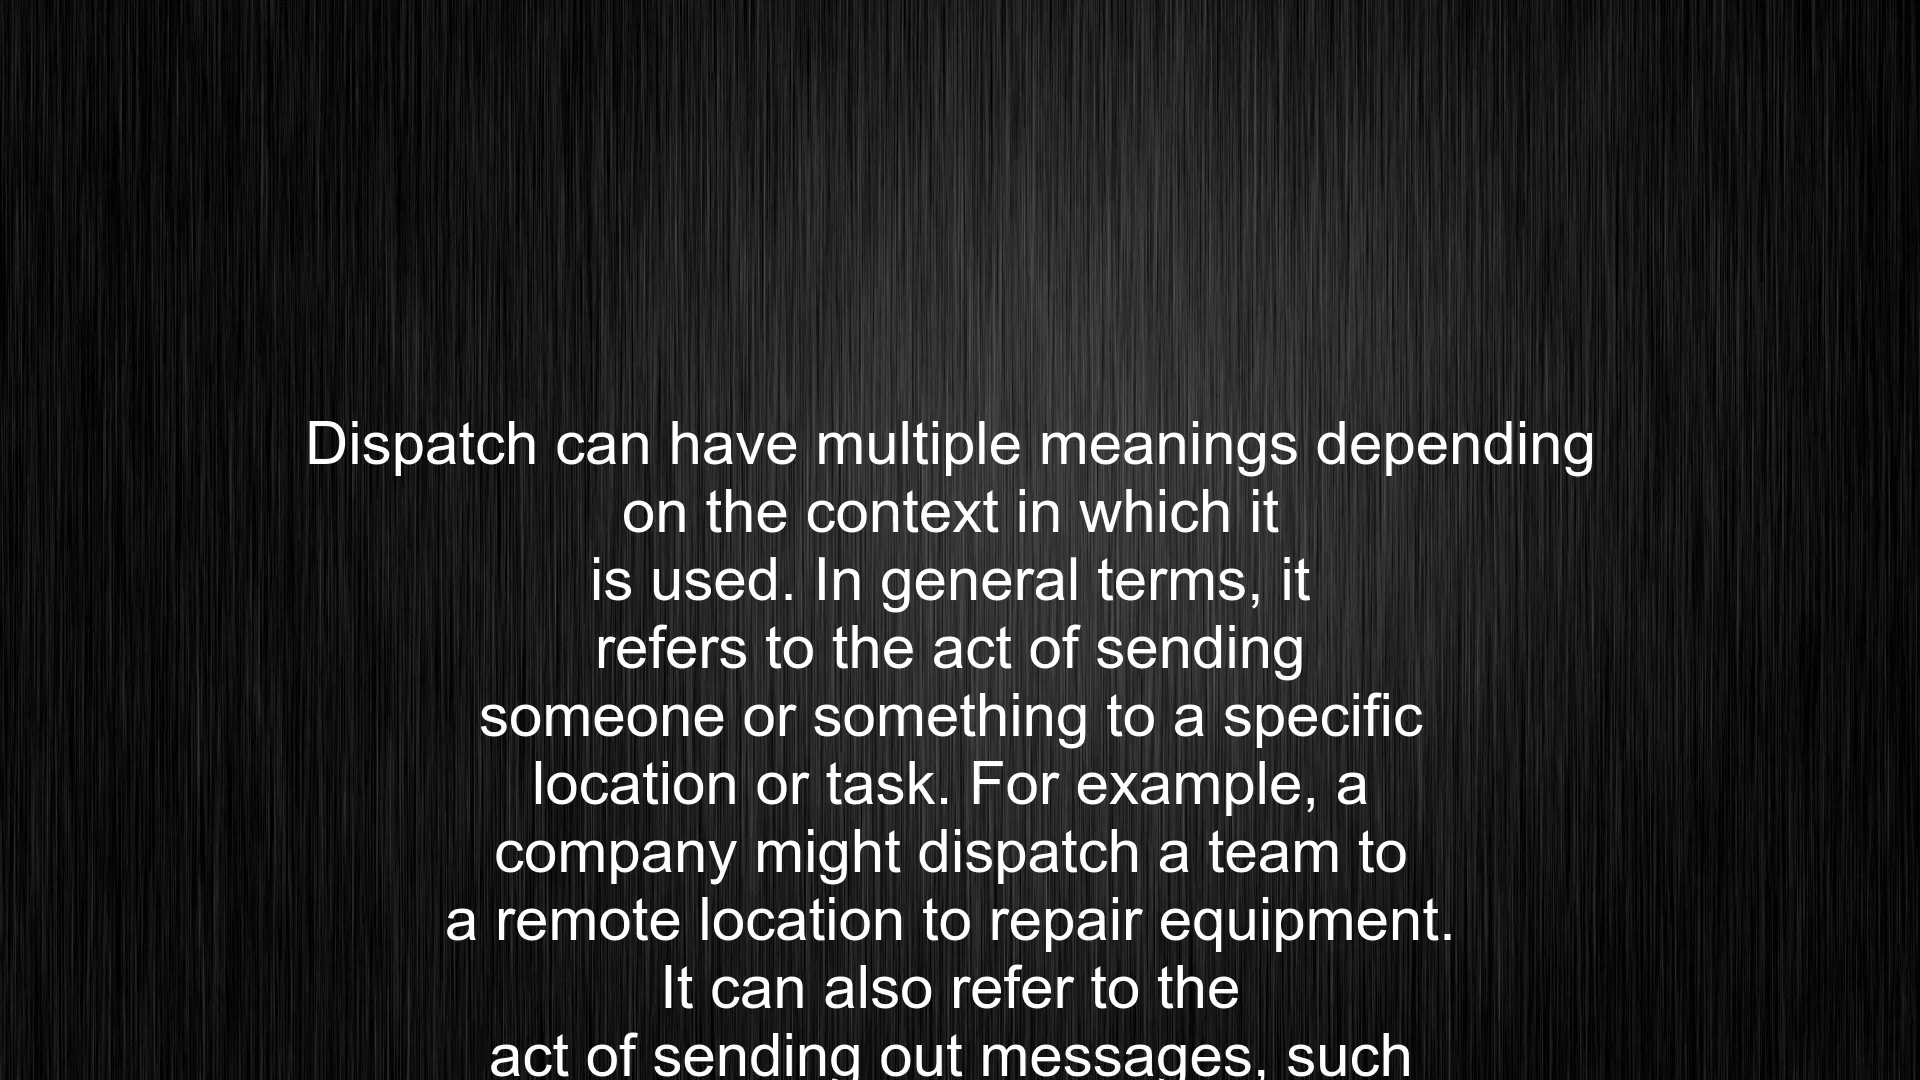 Dispatch can have multiple meanings depending
on the context in which it
is used. In general terms, it
refers to the act of sending
someone or something to a specific
location or task. For example, a
company might dispatch a team to
a remote location to repair equipment.
It can also refer to the
act of sending out messages, such